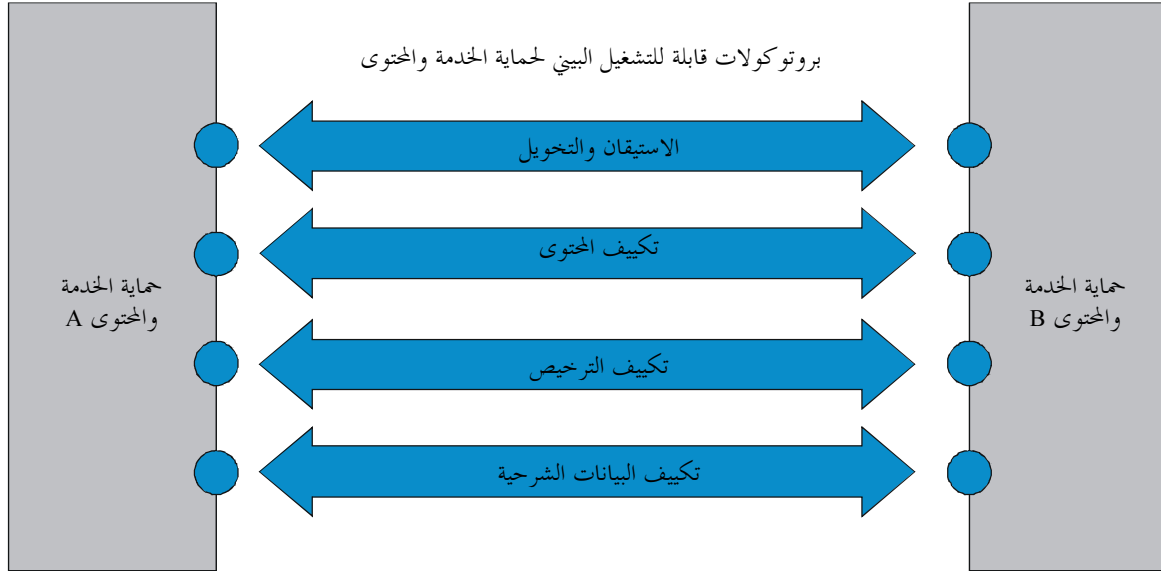 بروتوكولات قابلة للتشغيل البيني لحماية الخدمة والمحتوى
الاستيقان والتخويل
تكييف المحتوى
تكييف الترخيص
تكييف البيانات الشرحية
حماية الخدمة
والمحتوى B
حماية الخدمة
والمحتوى A